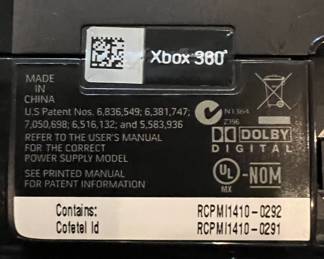 Xbox 360
MADE
IN
CHINA
U.S Patent Nos. 6,836,549; 6,381,747;
7,050,698; 6,516,132; and 5,583,936
REFER TO THE USER'S MANUAL
FOR THE CORRECT
POWER SUPPLY MODEL
SEE PRINTED MANUAL
FOR PATENT INFORMATION
N1364
Z396
DOLBY
DIGITAL
UL
-NOM
MX
Contains: RCPMI1410-0292
Cofetel Id RCPMI1410-0291